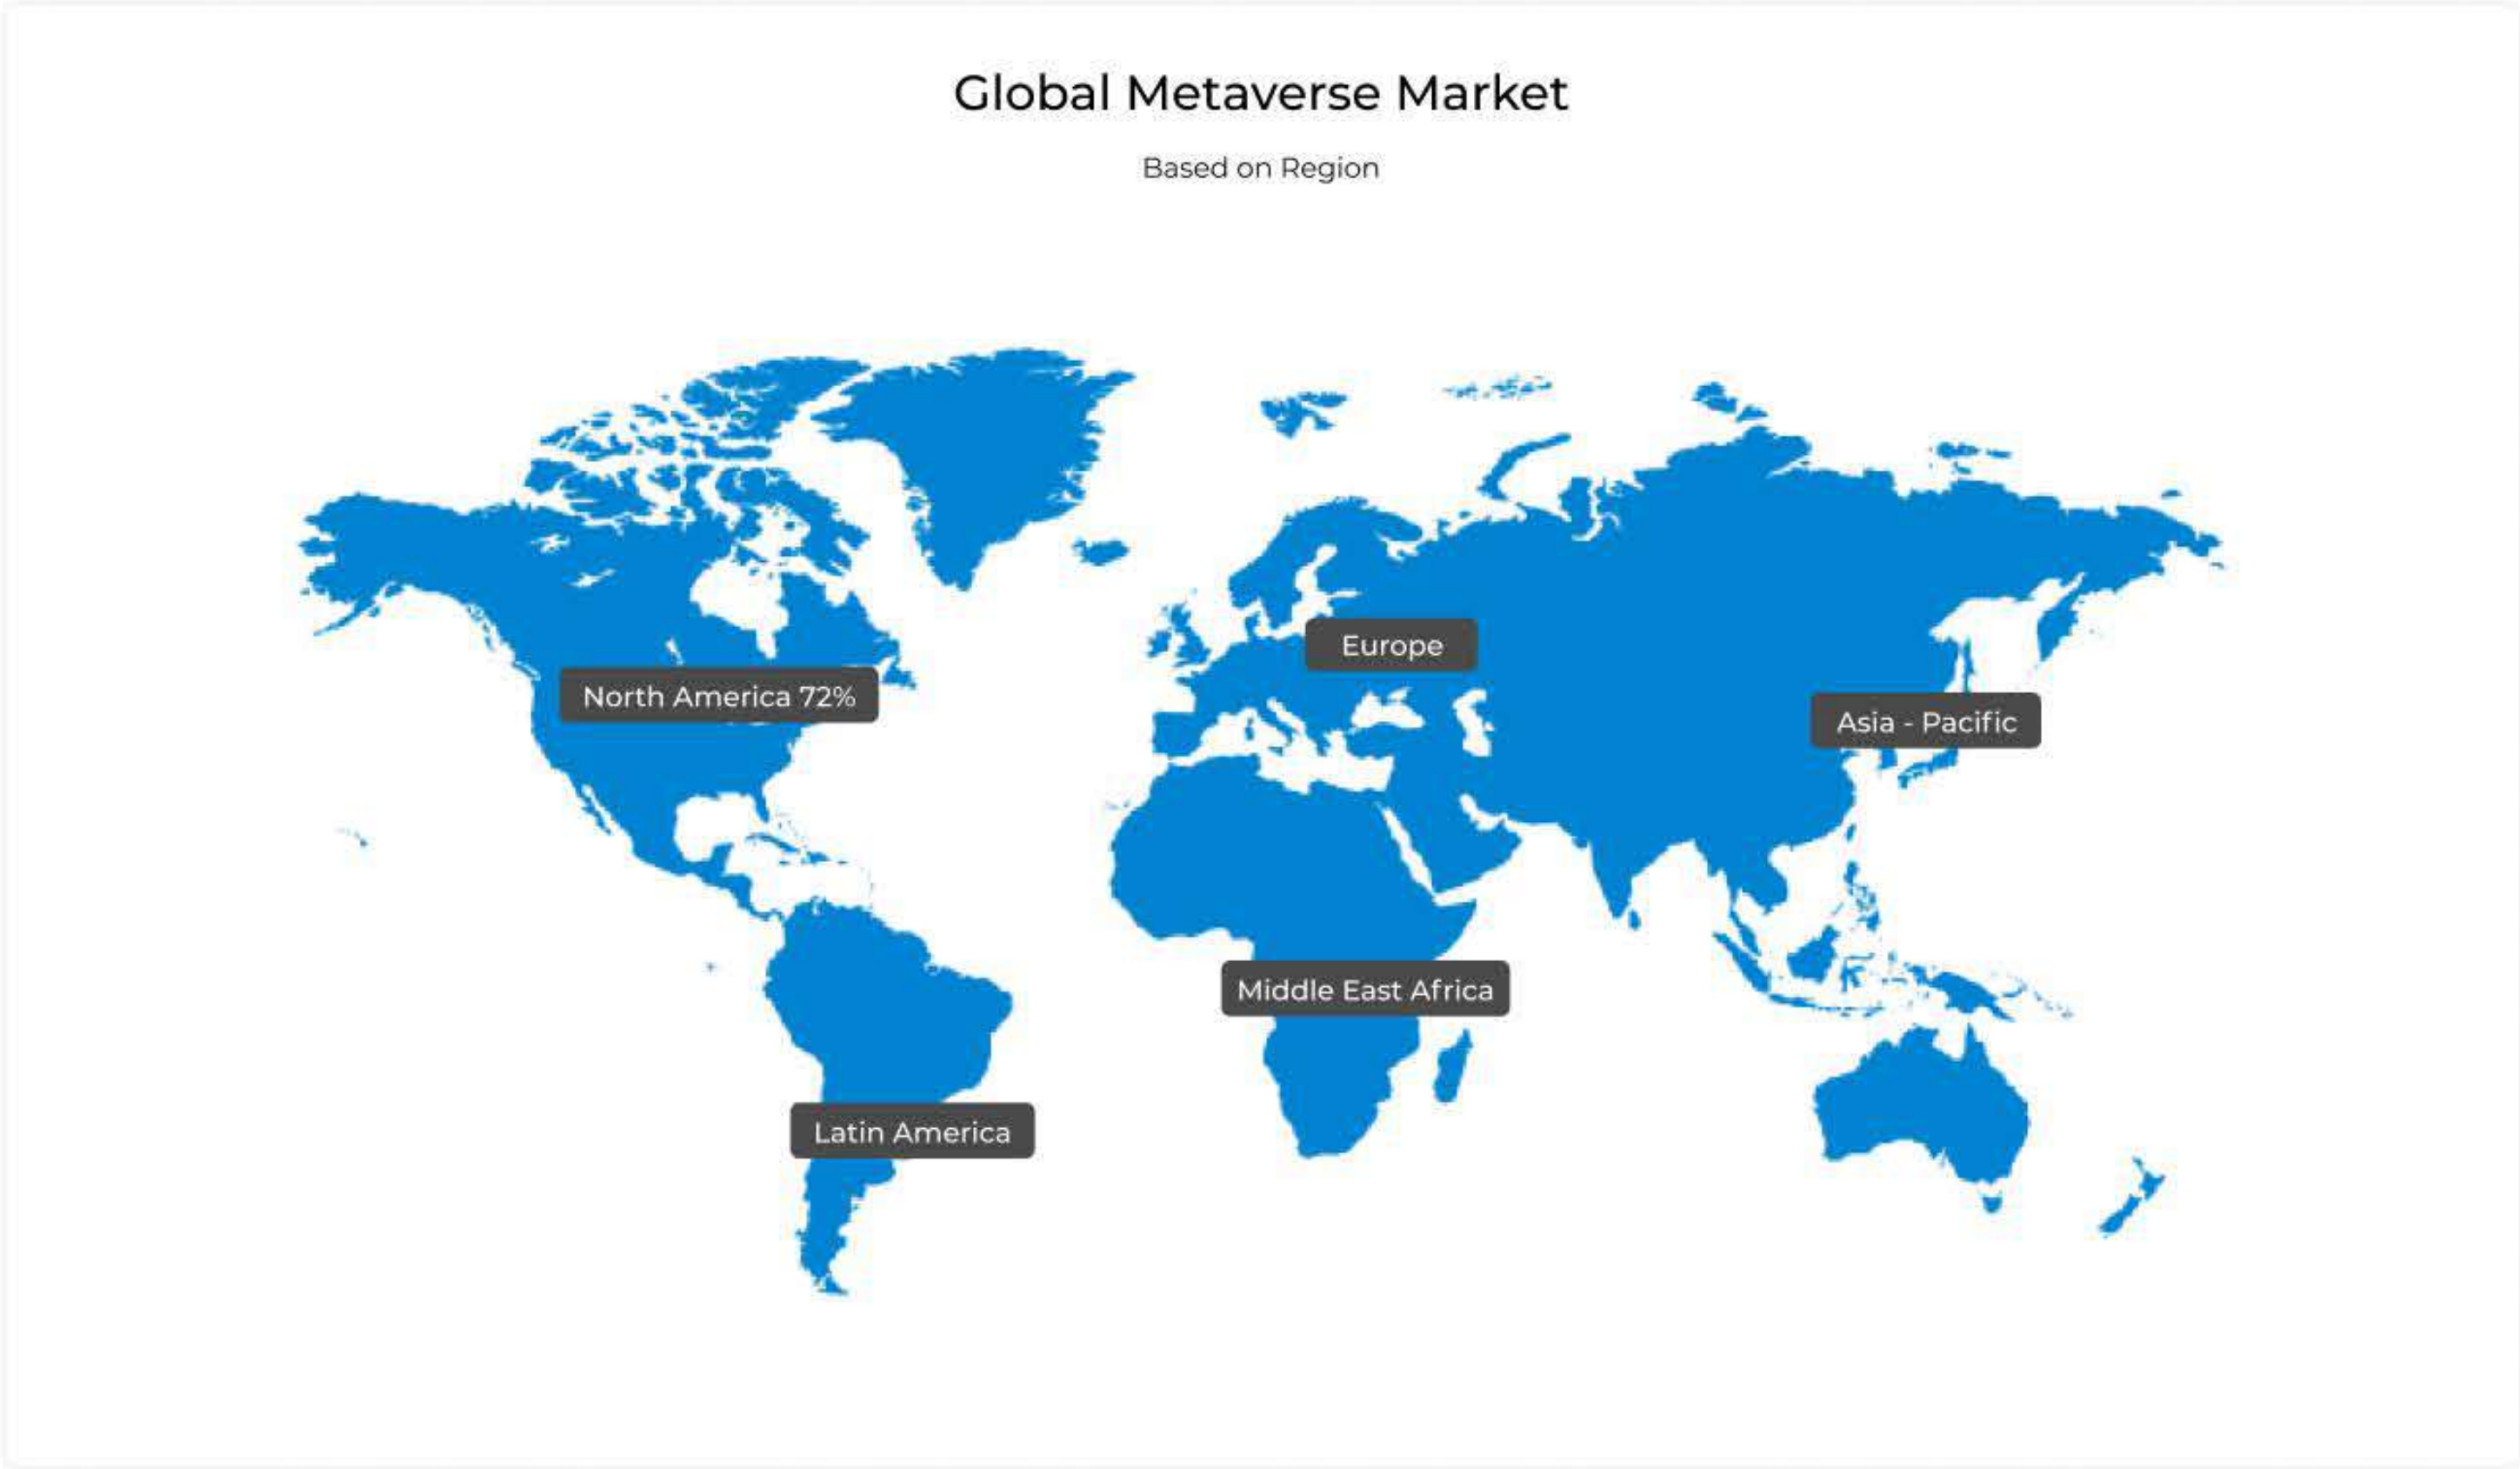 Global Metaverse Market
Based on Region
Europe
North America 72%
Asia - Pacific
Middle East Africa
Latin America